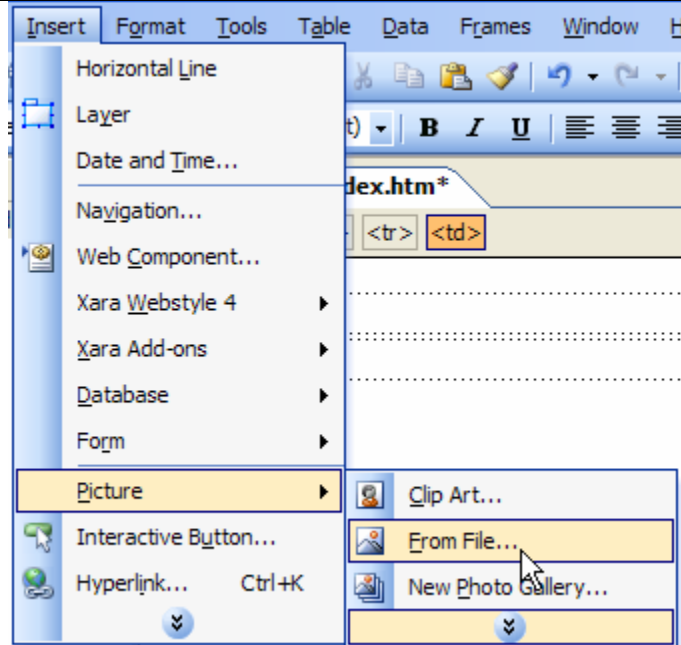 Insert Format Tools Table Data Frames Window
B I U
dex.htm*
<tr> <td>
Horizontal Line
Layer
Date and Time...
Navigation...
Web Component...
Xara Webstyle 4
Xara Add-ons
Database
Form
Picture
Interactive Button...
Hyperlink... Ctrl+K
Clip Art...
From File...
New Photo Gallery...